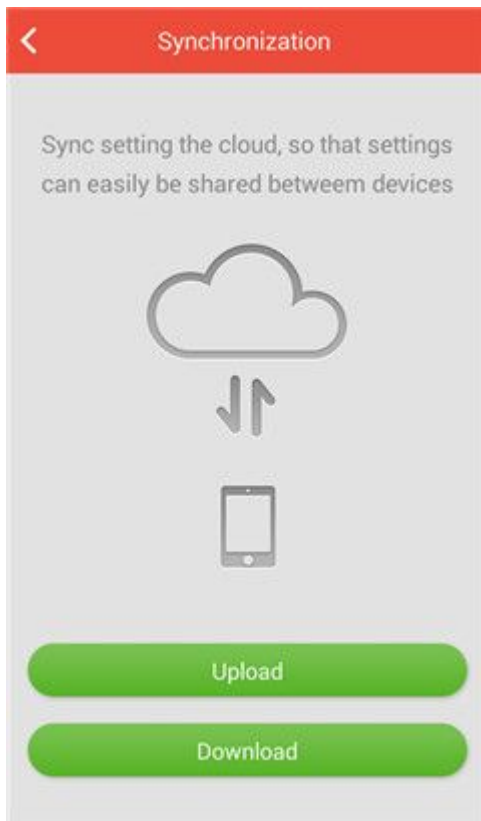 Synchronization
Sync setting the cloud, so that settings
can easily be shared betweem devices
Upload
Download